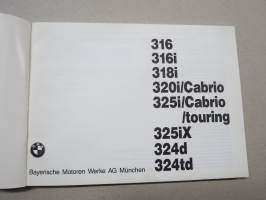 316
316i
318i
320i/Cabrio
325i/Cabrio
/touring
325iX
324d
324td
Bayerische Motoren Werke AG München